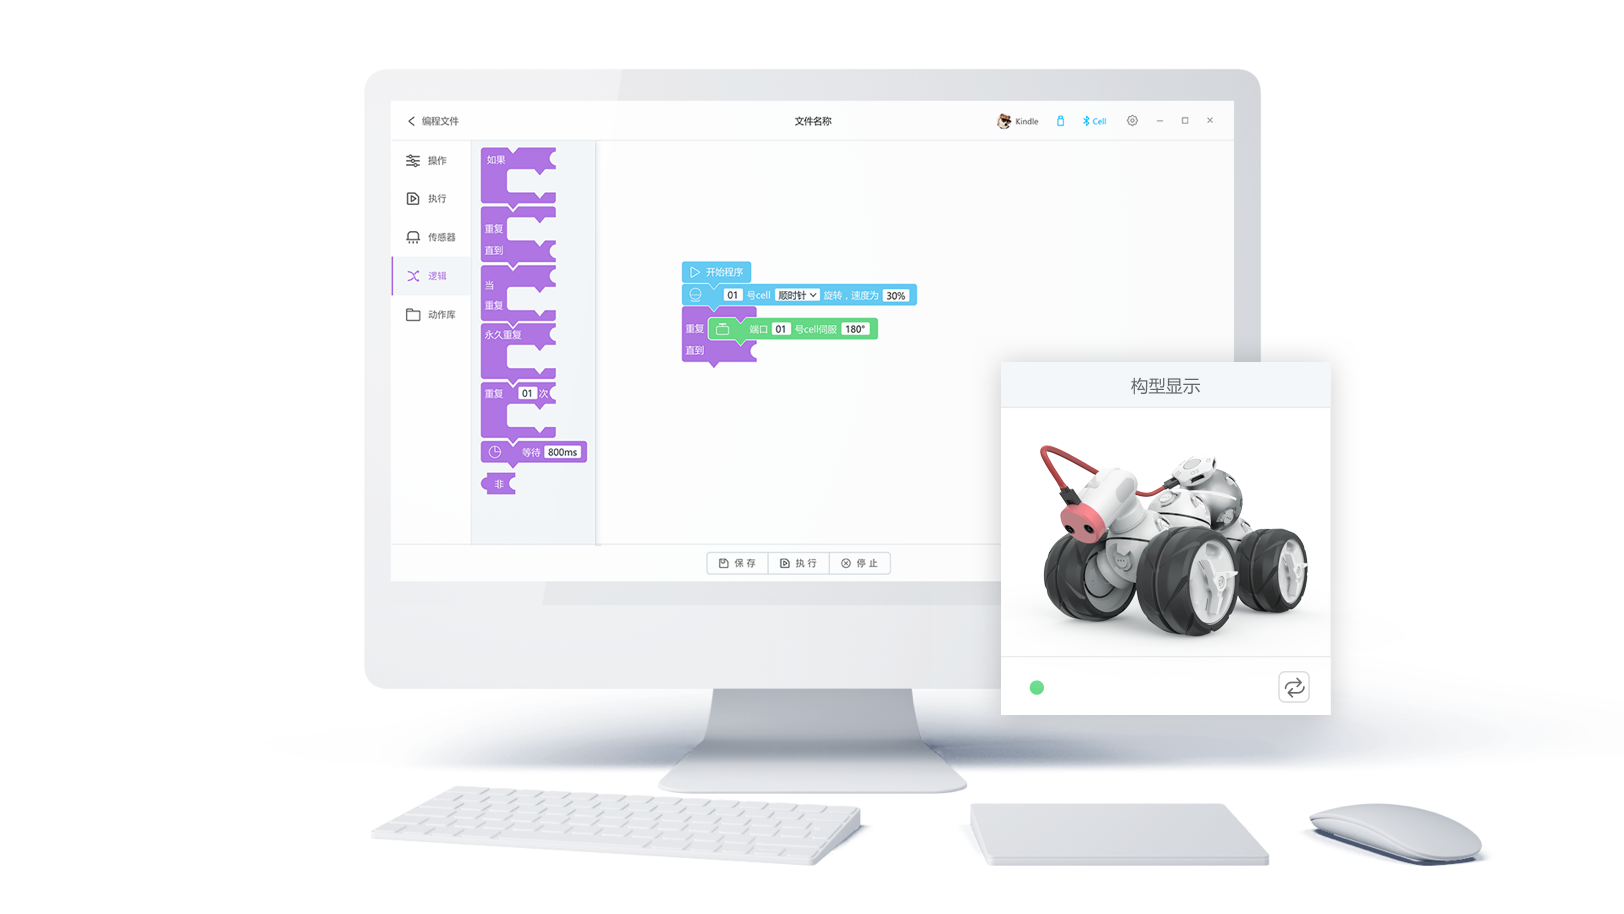 编程文件
文件名称
Kindle
Cell
操作
执行
传感器
逻辑
动作库
如果
重复
直到
当
重复
永久重复
重复 01 次
等待 800ms
非
开始程序
01 号cell 顺时针 旋转，速度为 30%
重复
端口 01 号cell伺服 180°
直到
保存
执行
停止
构型显示